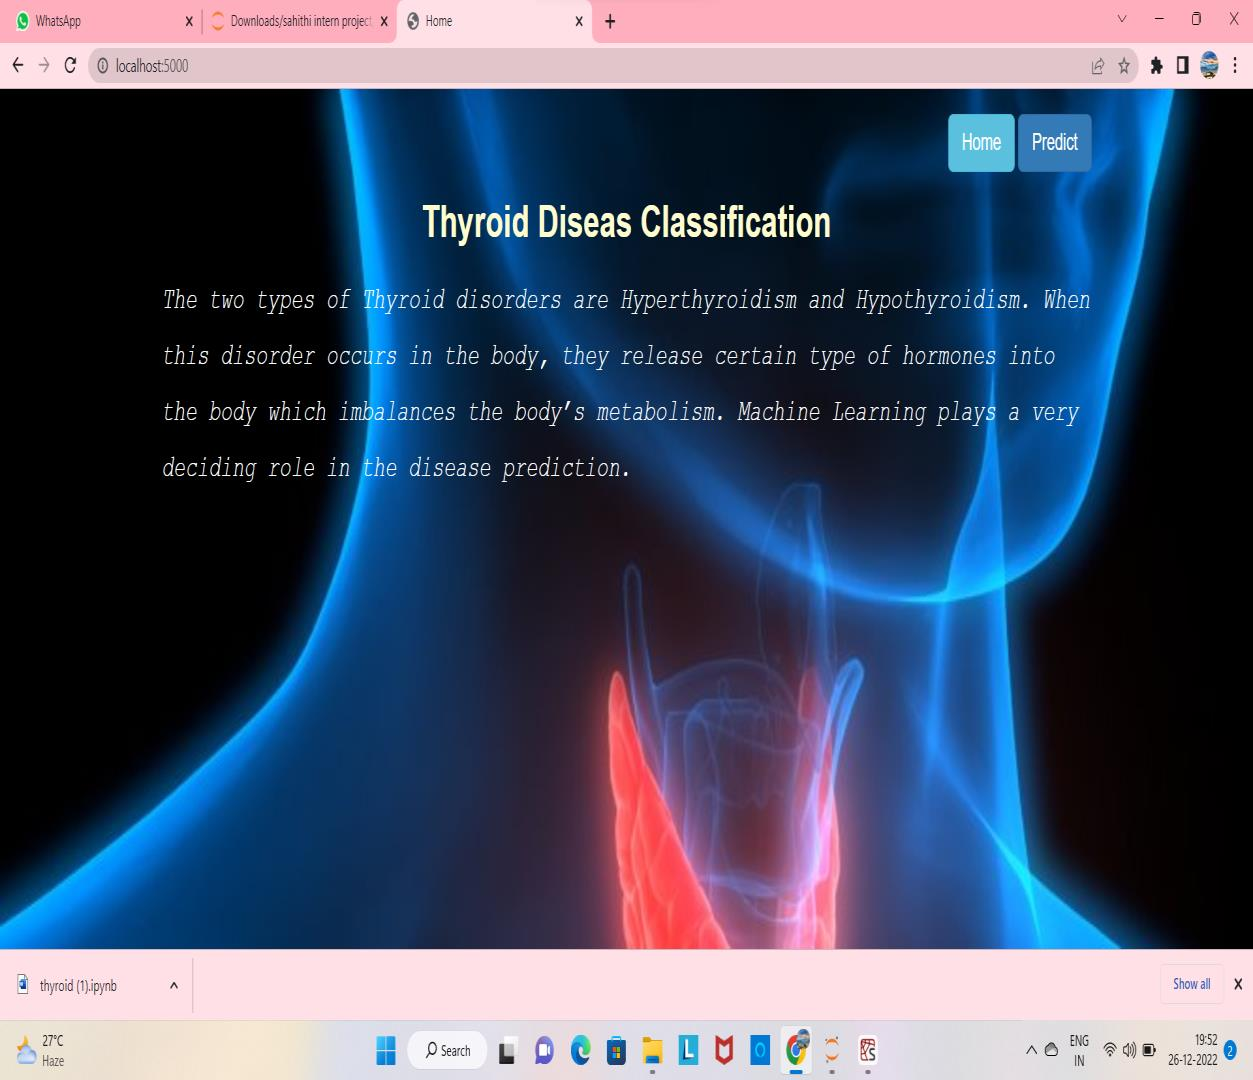 WhatsApp
Downloads/sahithi intern project
Home
localhost:5000
Home
Predict
Thyroid Diseas Classification
The two types of Thyroid disorders are Hyperthyroidism and Hypothyroidism. When
this disorder occurs in the body, they release certain type of hormones into
the body which imbalances the body's metabolism. Machine Learning plays a very
deciding role in the disease prediction.
thyroid (1).ipynb
Show all
27°C
Haze
Search
ENG
IN
19:52
26-12-2022
2